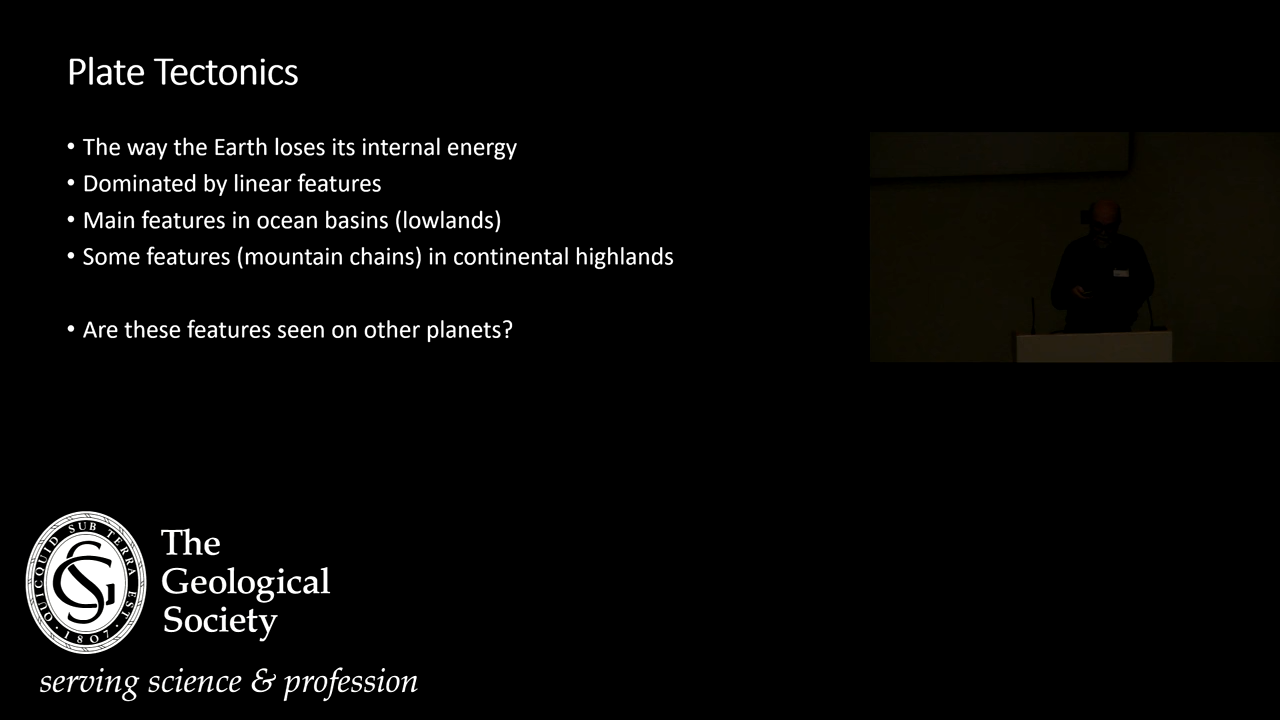 Plate Tectonics
• The way the Earth loses its internal energy
• Dominated by linear features
• Main features in ocean basins (lowlands)
• Some features (mountain chains) in continental highlands
• Are these features seen on other planets?
QUICQUID SUB TERRA EST
· 1807 ·
GS
The
Geological
Society
serving science & profession